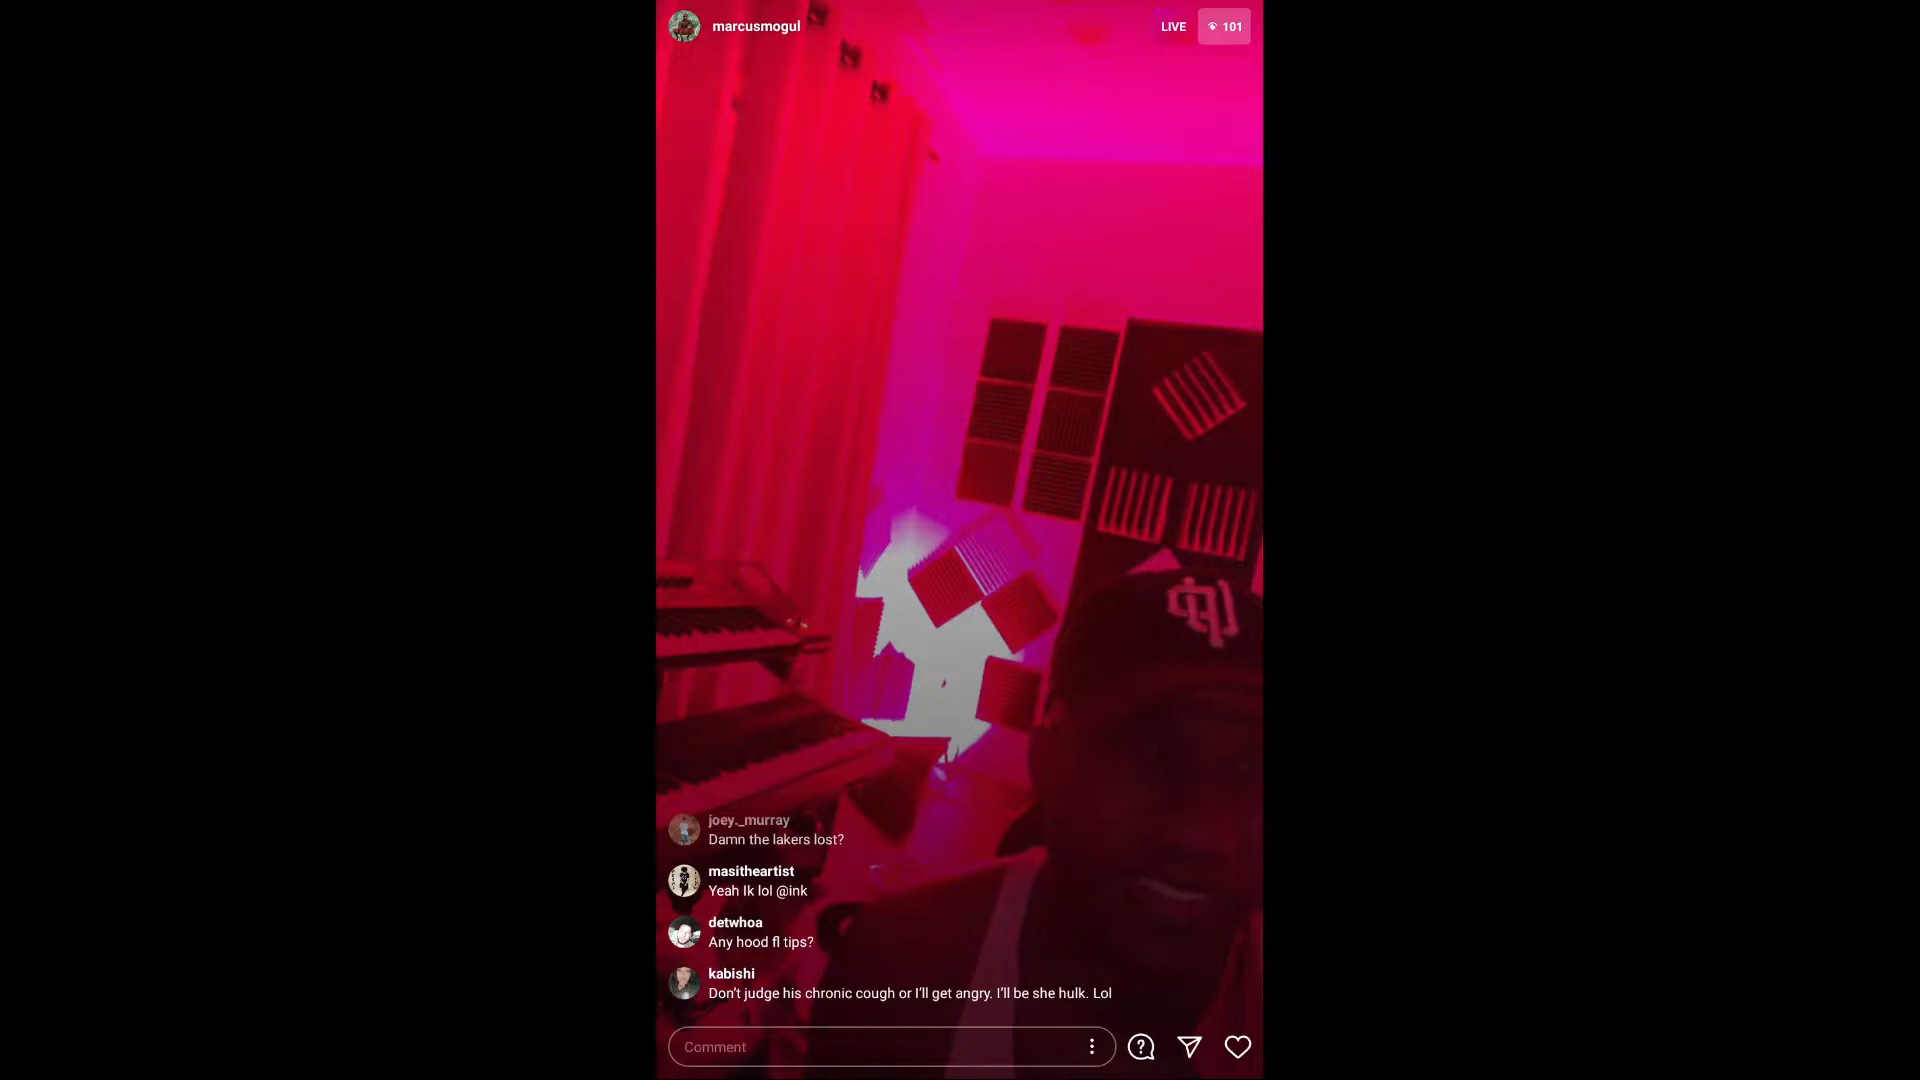 marcusmogul
LIVE
101
joey._murray
Damn the lakers lost?
masitheartist
Yeah Ik lol @ink
detwhoa
Any hood fl tips?
kabishi
Don't judge his chronic cough or I'll get angry. I'll be she hulk. Lol
Comment